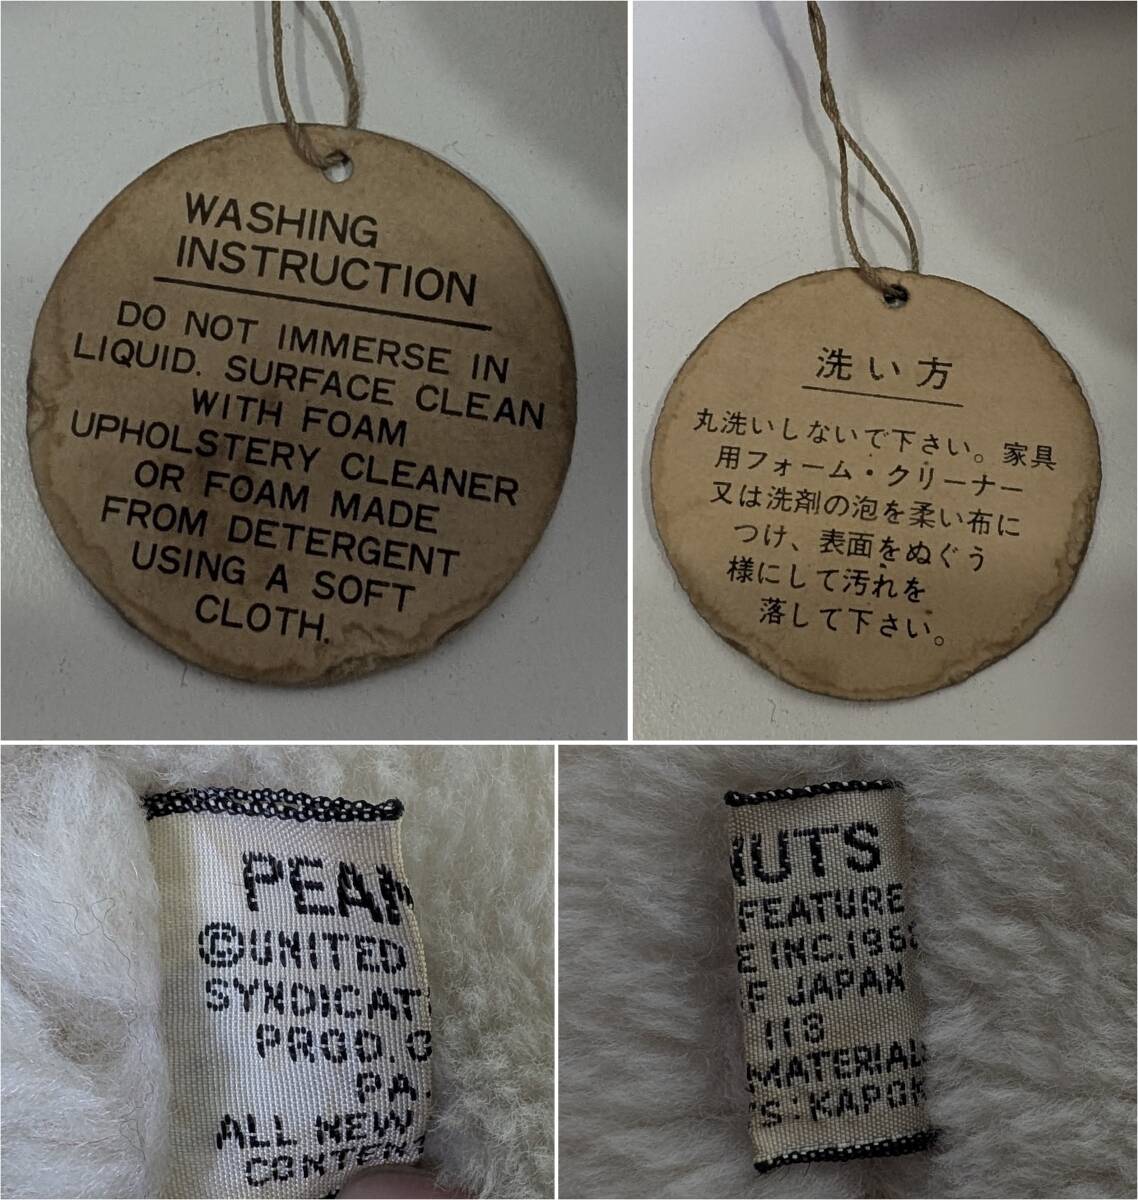 WASHING
INSTRUCTION
DO NOT IMMERSE IN
LIQUID. SURFACE CLEAN
WITH FOAM
UPHOLSTERY CLEANER
OR FOAM MADE
FROM DETERGENT
USING A SOFT
CLOTH.
洗い方
丸洗いしないで下さい。家具
用フォーム・クリーナー
又は洗剤の泡を柔い布に
つけ、表面をぬぐう
様にして汚れを
落して下さい。
PEAN
©UNITED
SYNDICAT
PROD. O
PA.
ALL NEW
CONTEN
NUTS
FEATURE
E INC.196
F JAPAN
118
MATERIAL
S:KAPOK